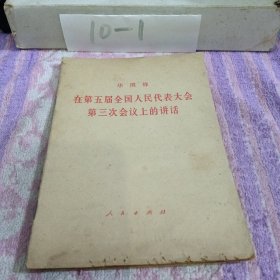 10-1
华国锋
在第五届全国人民代表大会
第三次会议上的讲话
人民出版社